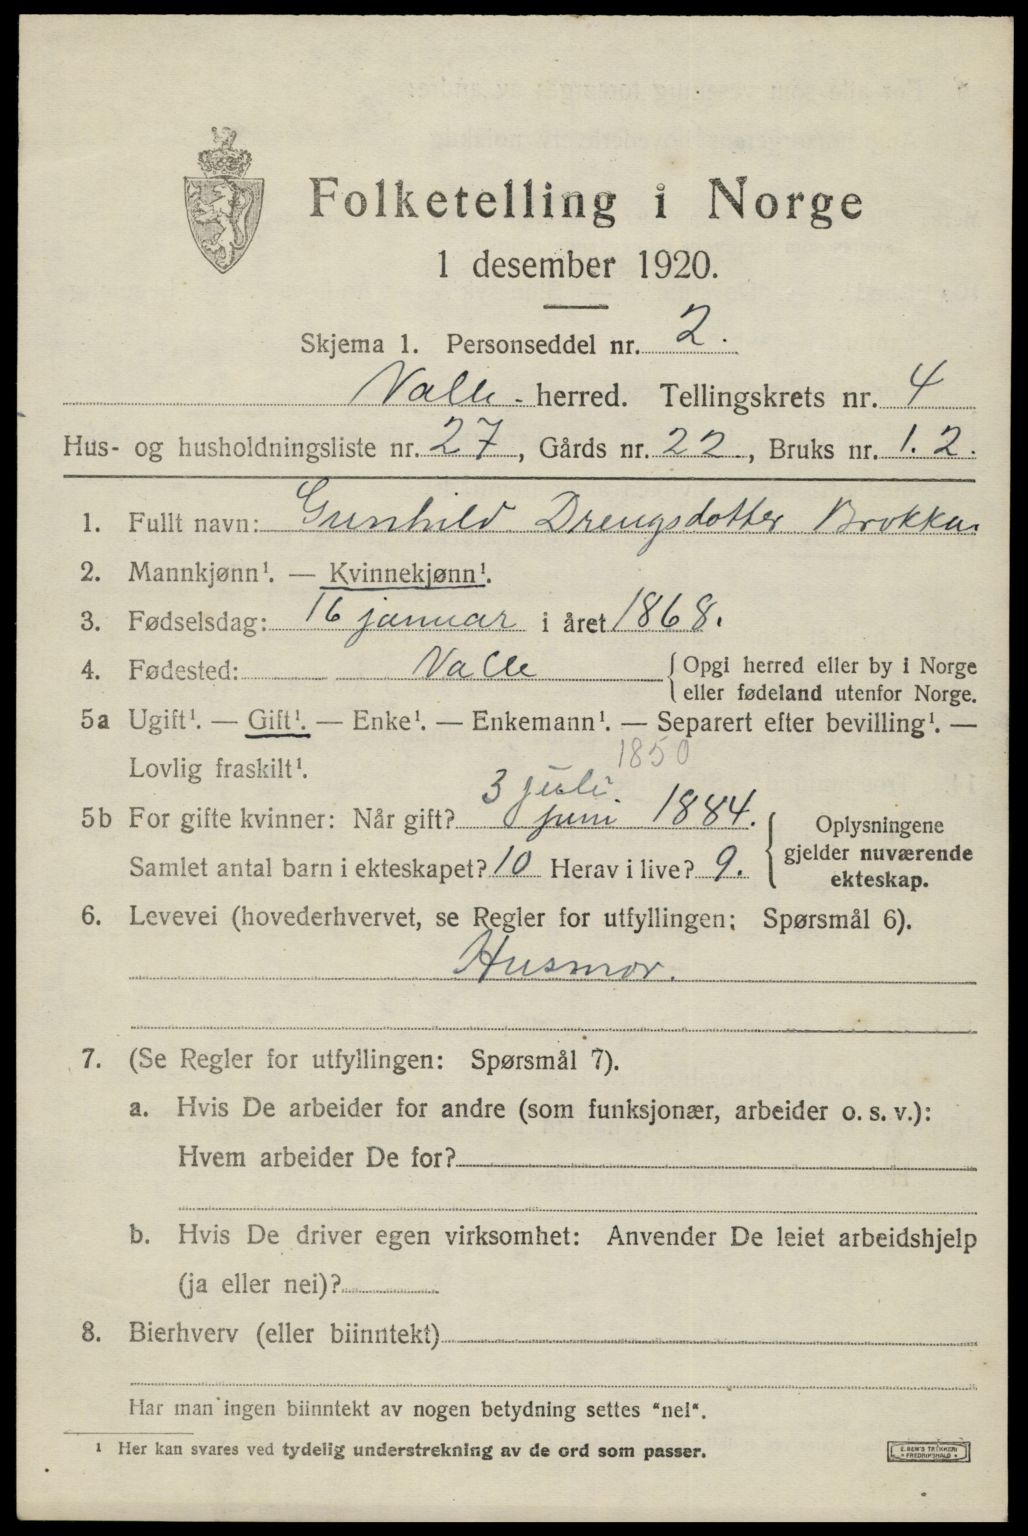 Folketelling i Norge
1 desember 1920.
Skjema 1. Personseddel nr. 2.
Valle - herred. Tellingskrets nr. 4
Hus- og husholdningsliste nr. 27, Gårds nr. 22, Bruks nr. 1. 2.
1. Fullt navn: Gunhild Drengsdotter Brokka
2. Mannkjønn¹. — Kvinnekjønn¹.
3. Fødselsdag: 16 januar i året 1868.
4. Fødested: Valle { Opgi herred eller by i Norge
eller fødeland utenfor Norge.
5a Ugift¹. — Gift¹. — Enke¹. — Enkemann¹. — Separert efter bevilling¹. —
Lovlig fraskilt¹. 1850
3 juli.
5b For gifte kvinner: Når gift? juni 1884. { Oplysningene
gjelder nuværende
ekteskap.
Samlet antal barn i ekteskapet? 10 Herav i live? 9.
6. Levevei (hovederhvervet, se Regler for utfyllingen: Spørsmål 6).
Husmor.
7. (Se Regler for utfyllingen: Spørsmål 7).
a. Hvis De arbeider for andre (som funksjonær, arbeider o. s. v.):
Hvem arbeider De for?
b. Hvis De driver egen virksomhet: Anvender De leiet arbeidshjelp
(ja eller nei)?
8. Bierhverv (eller biinntekt)
Har man ingen biinntekt av nogen betydning settes "nei".
¹ Her kan svares ved tydelig understrekning av de ord som passer.